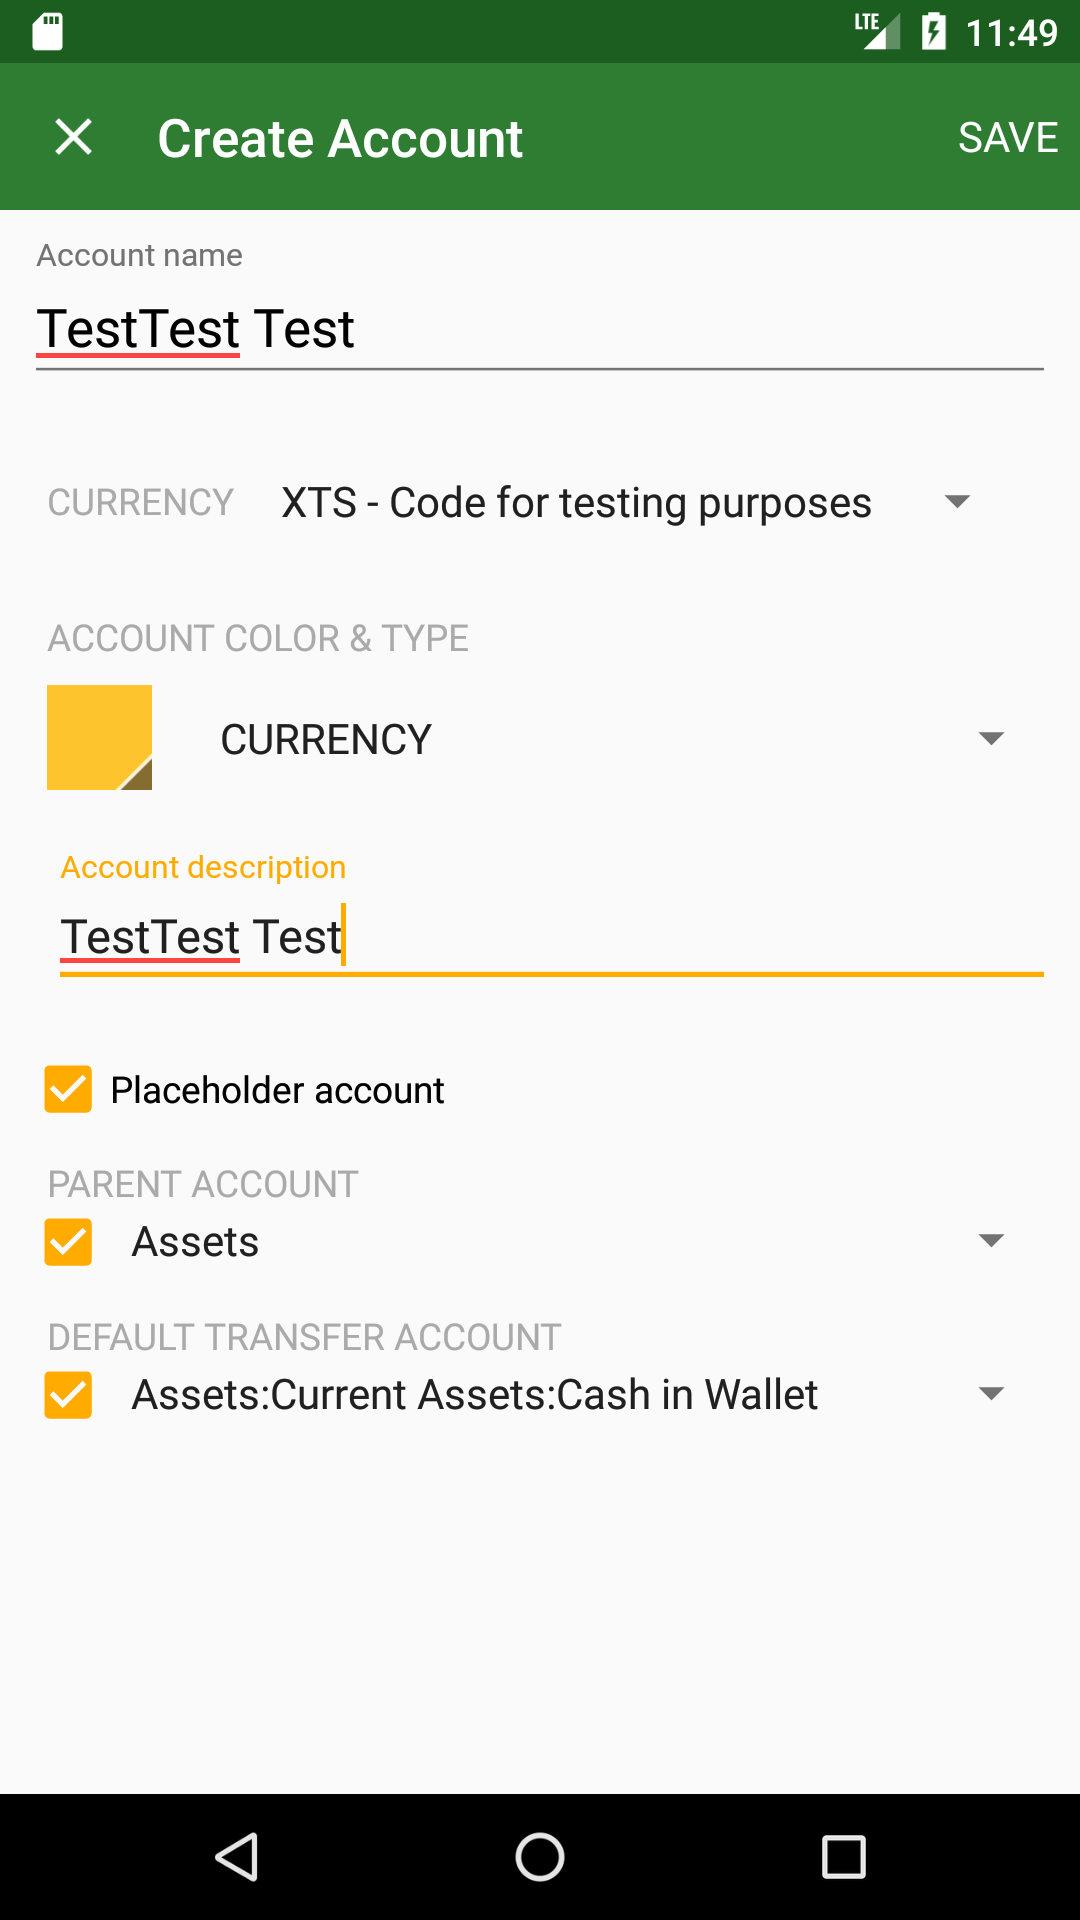 LTE 11:49
Create Account SAVE
Account name
TestTest Test
CURRENCY XTS - Code for testing purposes
ACCOUNT COLOR & TYPE
CURRENCY
Account description
TestTest Test
Placeholder account
PARENT ACCOUNT
Assets
DEFAULT TRANSFER ACCOUNT
Assets:Current Assets:Cash in Wallet